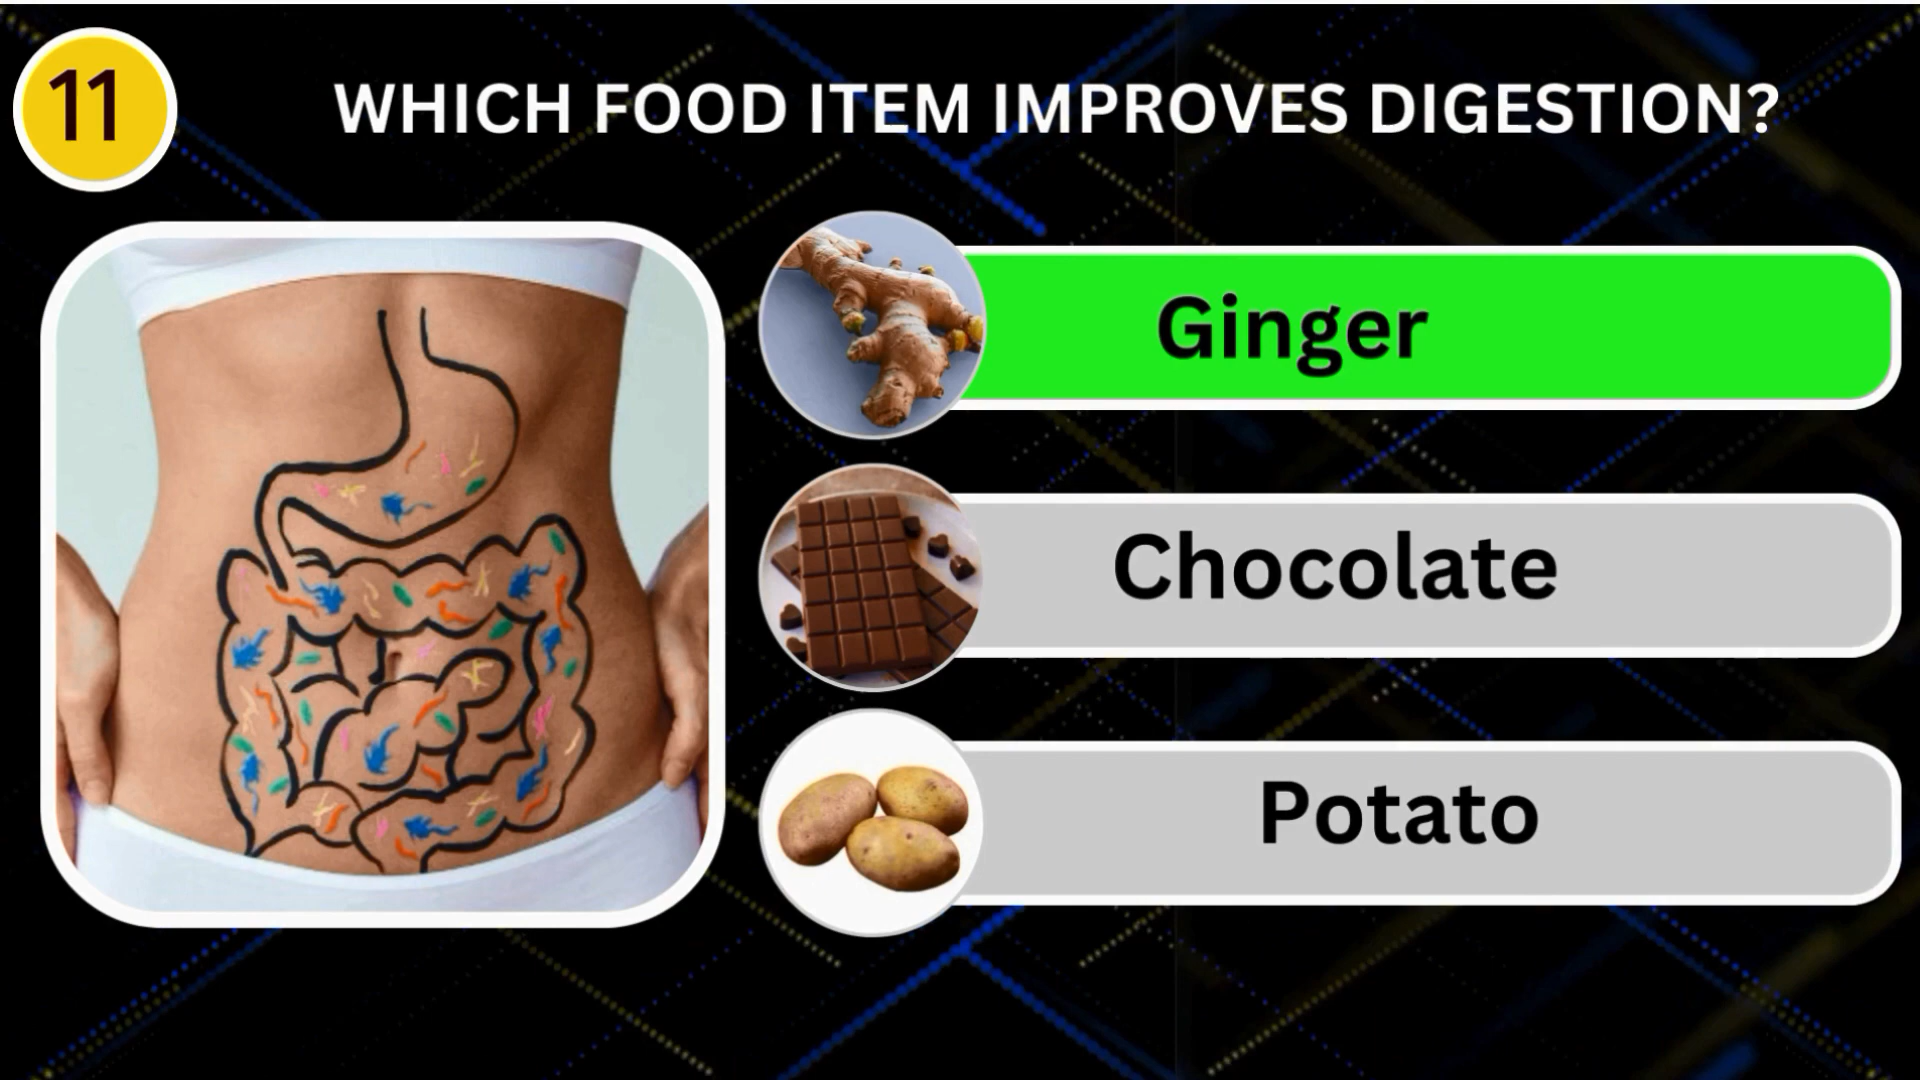 11
WHICH FOOD ITEM IMPROVES DIGESTION?
Ginger
Chocolate
Potato